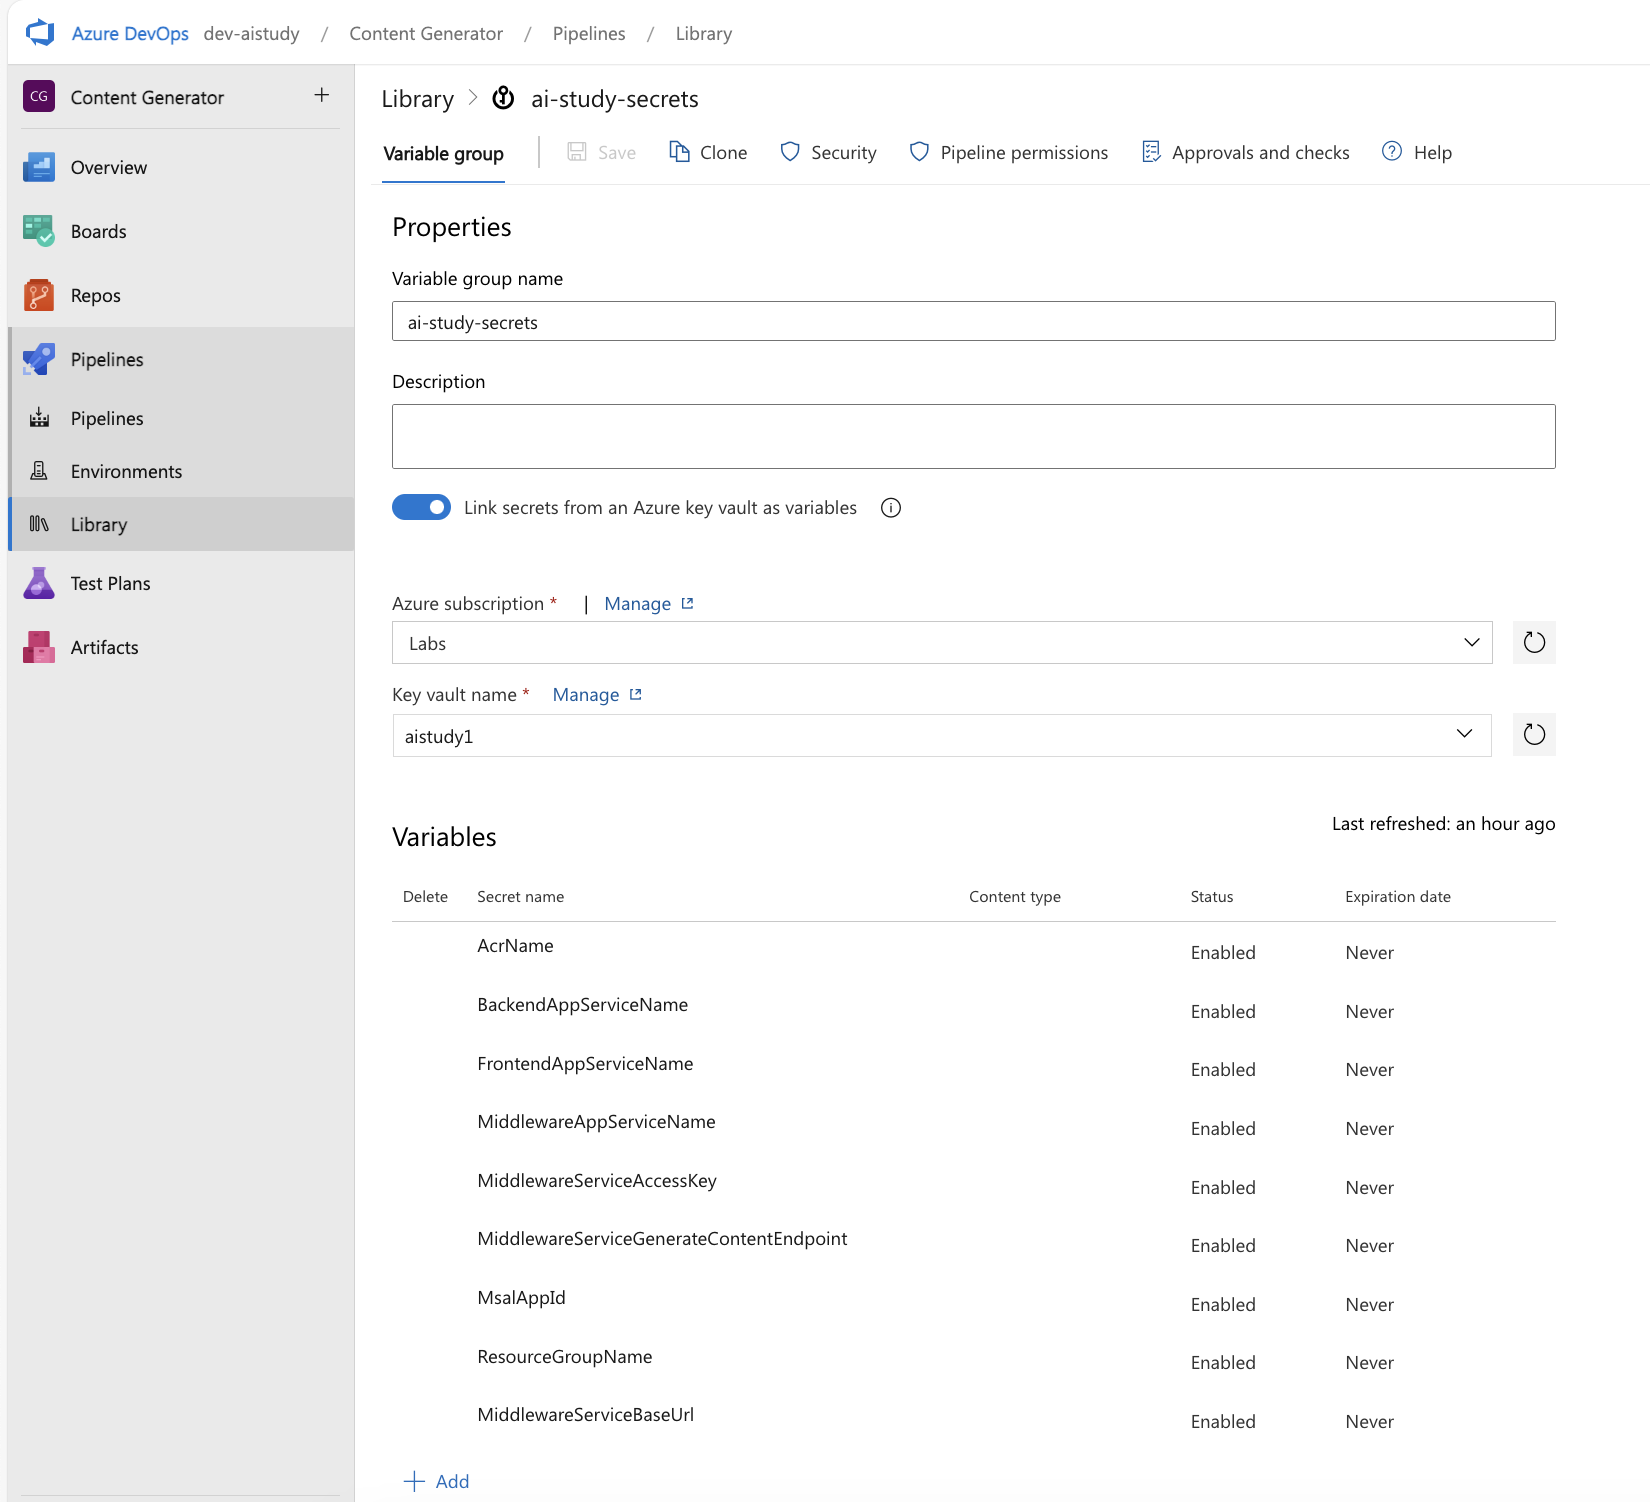 Azure DevOps dev-aistudy / Content Generator / Pipelines / Library
CG Content Generator +
Overview
Boards
Repos
Pipelines
Pipelines
Environments
Library
Test Plans
Artifacts
Library > ai-study-secrets
Variable group | Save Clone Security Pipeline permissions Approvals and checks Help
Properties
Variable group name
ai-study-secrets
Description
Link secrets from an Azure key vault as variables
Azure subscription * | Manage
Labs
Key vault name * Manage
aistudy1
Variables
Last refreshed: an hour ago
Delete Secret name Content type Status Expiration date
AcrName Enabled Never
BackendAppServiceName Enabled Never
FrontendAppServiceName Enabled Never
MiddlewareAppServiceName Enabled Never
MiddlewareServiceAccessKey Enabled Never
MiddlewareServiceGenerateContentEndpoint Enabled Never
MsalAppId Enabled Never
ResourceGroupName Enabled Never
MiddlewareServiceBaseUrl Enabled Never
+ Add